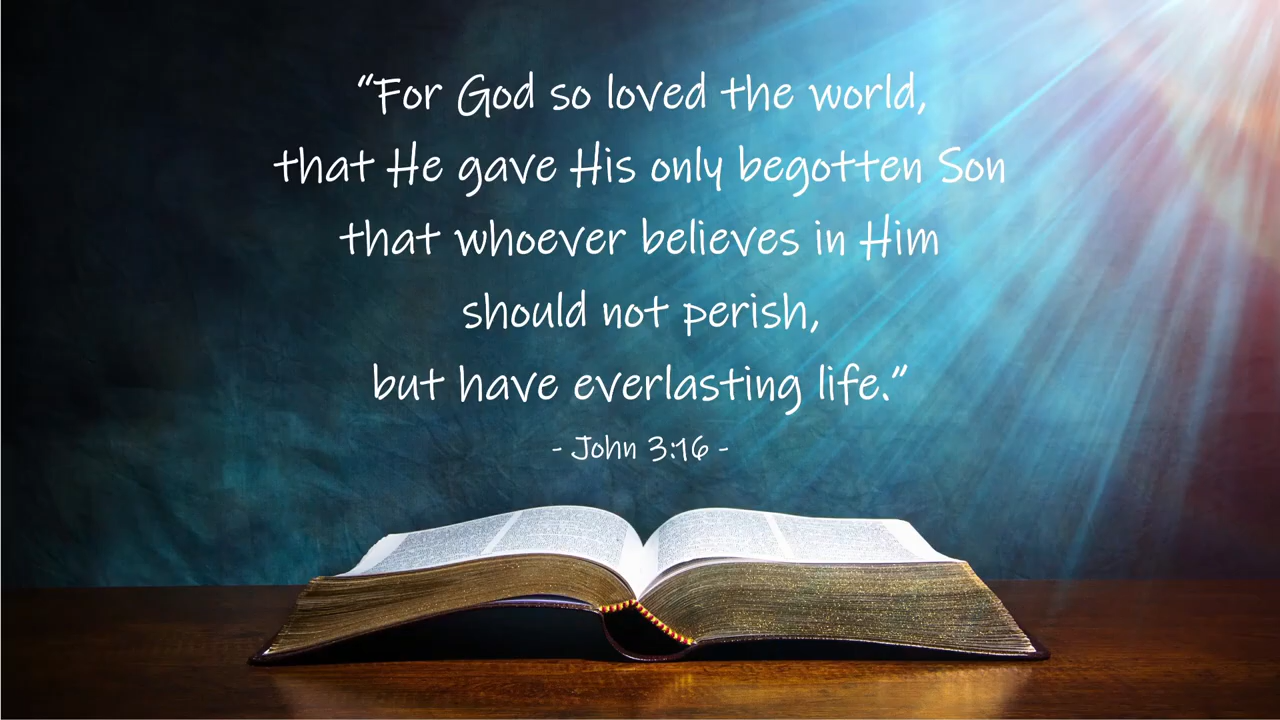 “For God so loved the world,
that He gave His only begotten Son
that whoever believes in Him
should not perish,
but have everlasting life.”
- John 3:16 -